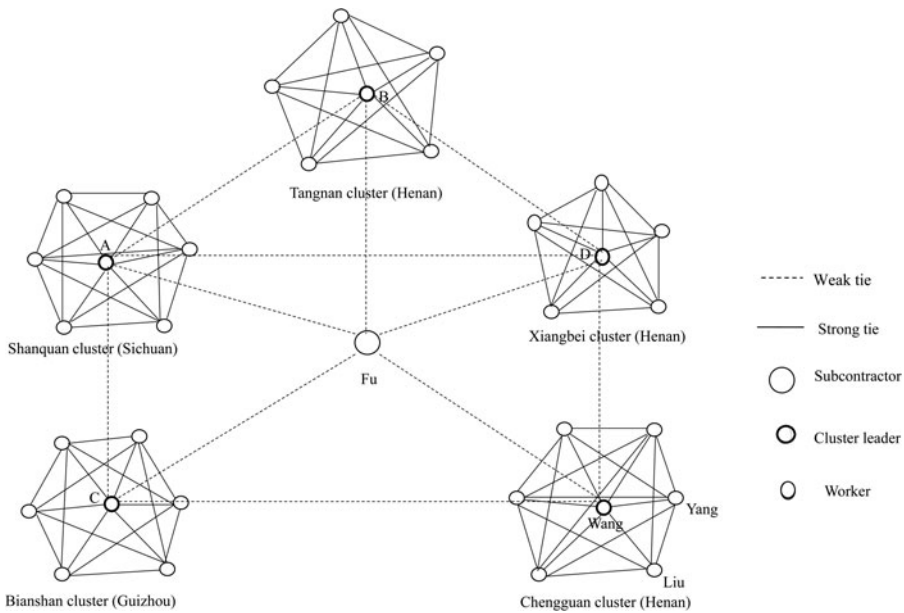 B
Tangnan cluster (Henan)
A
D
Shanquan cluster (Sichuan)
Xiangbei cluster (Henan)
Fu
C
Wang
Yang
Liu
Bianshan cluster (Guizhou)
Chengguan cluster (Henan)
Weak tie
Strong tie
Subcontractor
Cluster leader
Worker